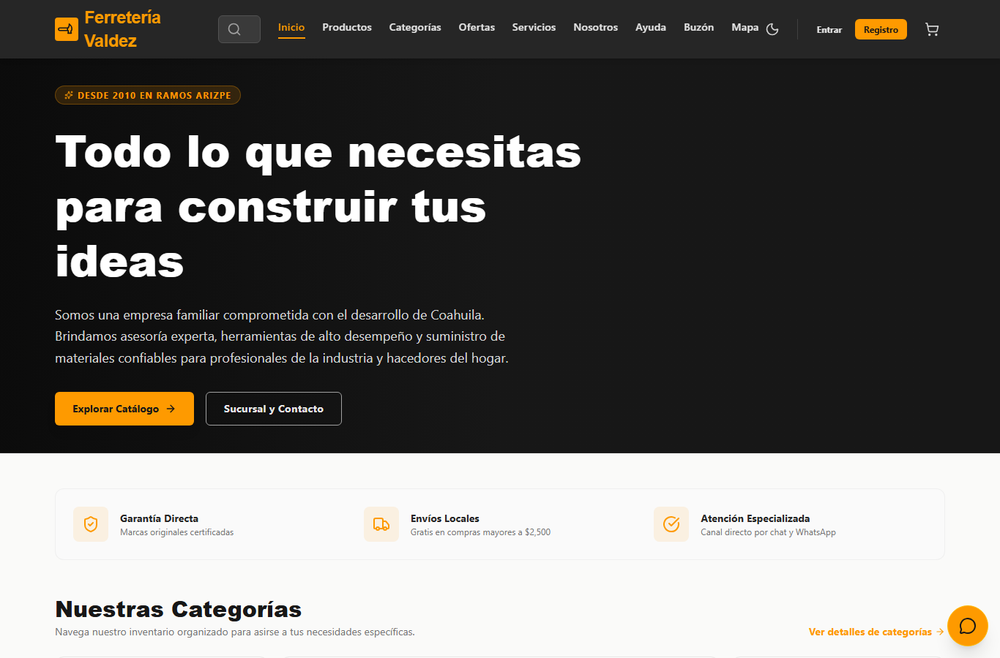 Ferretería
Valdez
Inicio Productos Categorías Ofertas Servicios Nosotros Ayuda Buzón Mapa Entrar Registro
DESDE 2010 EN RAMOS ARIZPE
Todo lo que necesitas
para construir tus
ideas
Somos una empresa familiar comprometida con el desarrollo de Coahuila.
Brindamos asesoría experta, herramientas de alto desempeño y suministro de
materiales confiables para profesionales de la industria y hacedores del hogar.
Explorar Catálogo → Sucursal y Contacto
Garantía Directa
Marcas originales certificadas
Envíos Locales
Gratis en compras mayores a $2,500
Atención Especializada
Canal directo por chat y WhatsApp
Nuestras Categorías
Navega nuestro inventario organizado para asirse a tus necesidades específicas.
Ver detalles de categorías →